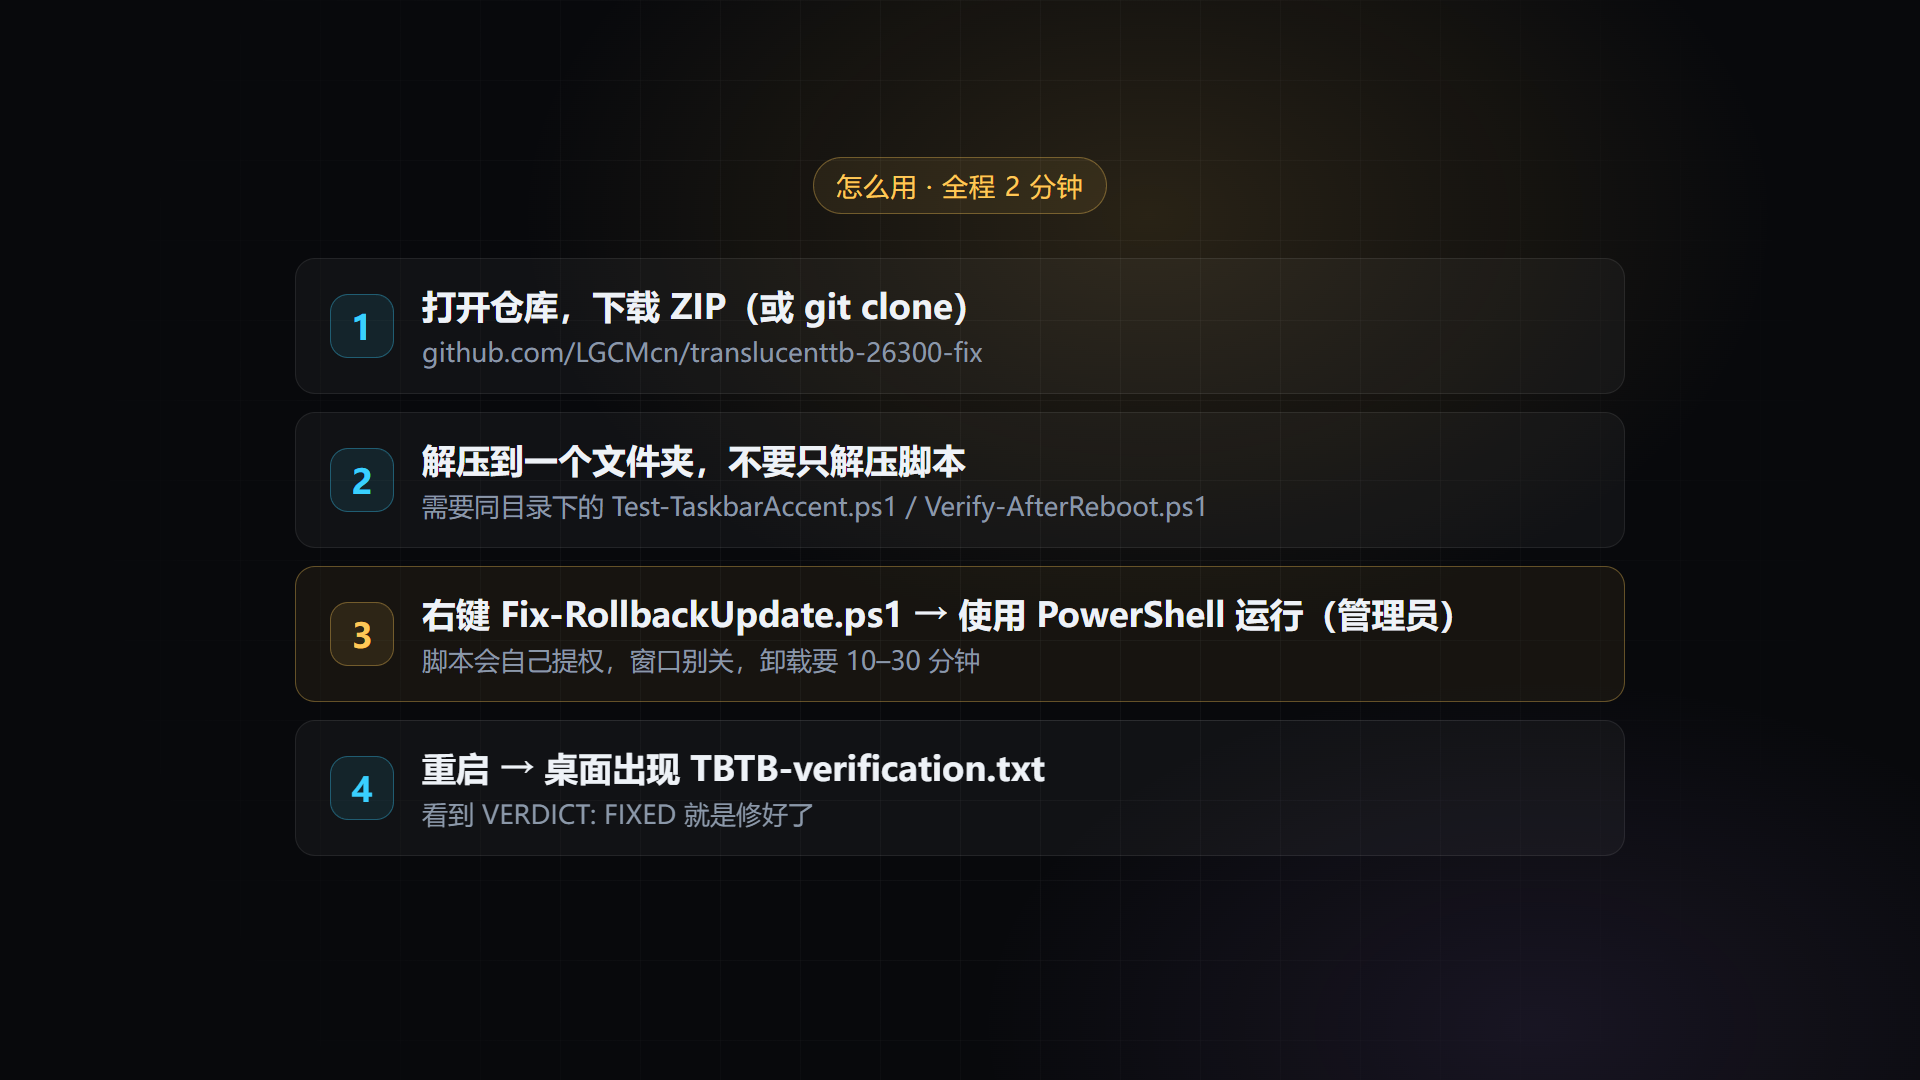 怎么用 · 全程 2 分钟
1
打开仓库，下载 ZIP（或 git clone）
github.com/LGCMcn/translucenttb-26300-fix
2
解压到一个文件夹，不要只解压脚本
需要同目录下的 Test-TaskbarAccent.ps1 / Verify-AfterReboot.ps1
3
右键 Fix-RollbackUpdate.ps1 → 使用 PowerShell 运行（管理员）
脚本会自己提权，窗口别关，卸载要 10–30 分钟
4
重启 → 桌面出现 TBTB-verification.txt
看到 VERDICT: FIXED 就是修好了